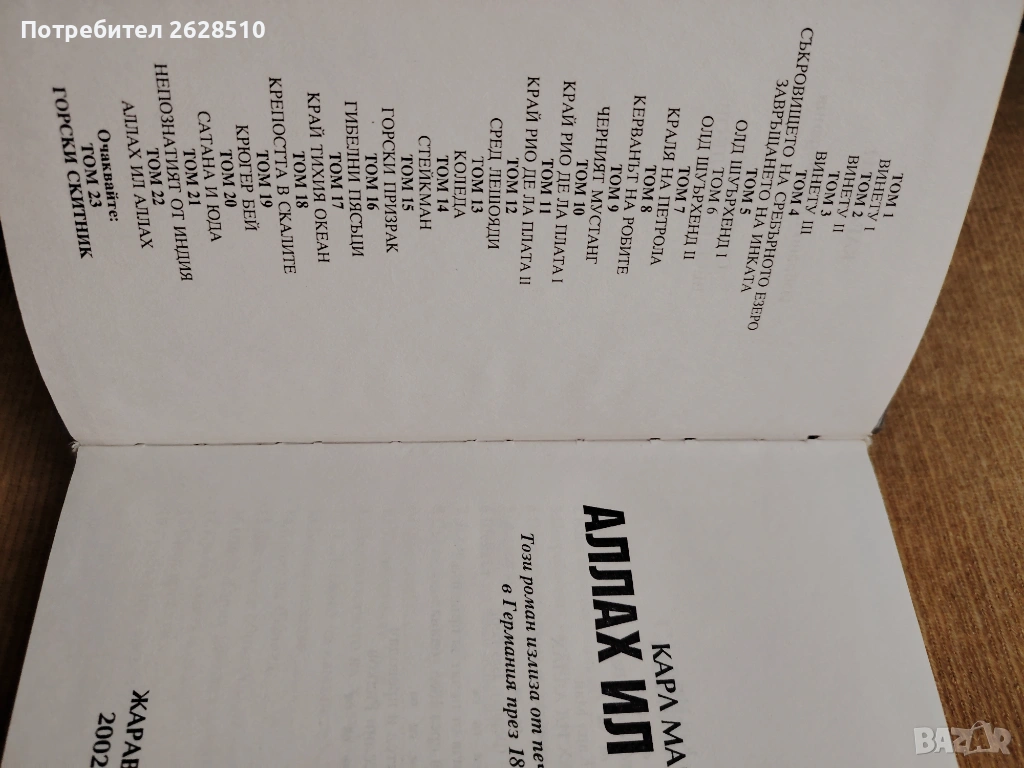 Потребител 2628510
ТОМ 1
ВИНЕТУ I
ТОМ 2
ВИНЕТУ II
ТОМ 3
ВИНЕТУ III
ТОМ 4
СЪКРОВИЩЕТО НА СРЕБЪРНОТО ЕЗЕРО
ЗАВРЪЩАНЕТО НА ИНКАТА
ТОМ 5
ОЛД ШУЪРХЕНД I
ТОМ 6
ОЛД ШУЪРХЕНД II
ТОМ 7
КРАЛЯ НА ПЕТРОЛА
ТОМ 8
КЕРВАНЪТ НА РОБИТЕ
ТОМ 9
ЧЕРНИЯТ МУСТАНГ
ТОМ 10
КРАЙ РИО ДЕ ЛА ПЛАТА I
ТОМ 11
КРАЙ РИО ДЕ ЛА ПЛАТА II
ТОМ 12
СРЕД ЛЕШОЯДИ
ТОМ 13
КОЛЕДА
ТОМ 14
СТЕЙКМАН
ТОМ 15
ГОРСКИ ПРИЗРАК
ТОМ 16
ГИБЕЛНИ ПЯСЪЦИ
ТОМ 17
КРАЙ ТИХИЯ ОКЕАН
ТОМ 18
КРЕПОСТТА В СКАЛИТЕ
ТОМ 19
КРЮГЕР БЕЙ
ТОМ 20
САТАНА И ЮДА
ТОМ 21
НЕПОЗНАТИЯТ ОТ ИНДИЯ
ТОМ 22
АЛЛАХ ИЛ АЛЛАХ
Очаквайте:
ТОМ 23
ГОРСКИ СКИТНИК
КАРЛ МА
АЛЛАХ ИЛ
Този роман излиза от печ
в Германия през 18
ЖАРАВ
2002
BAZAR